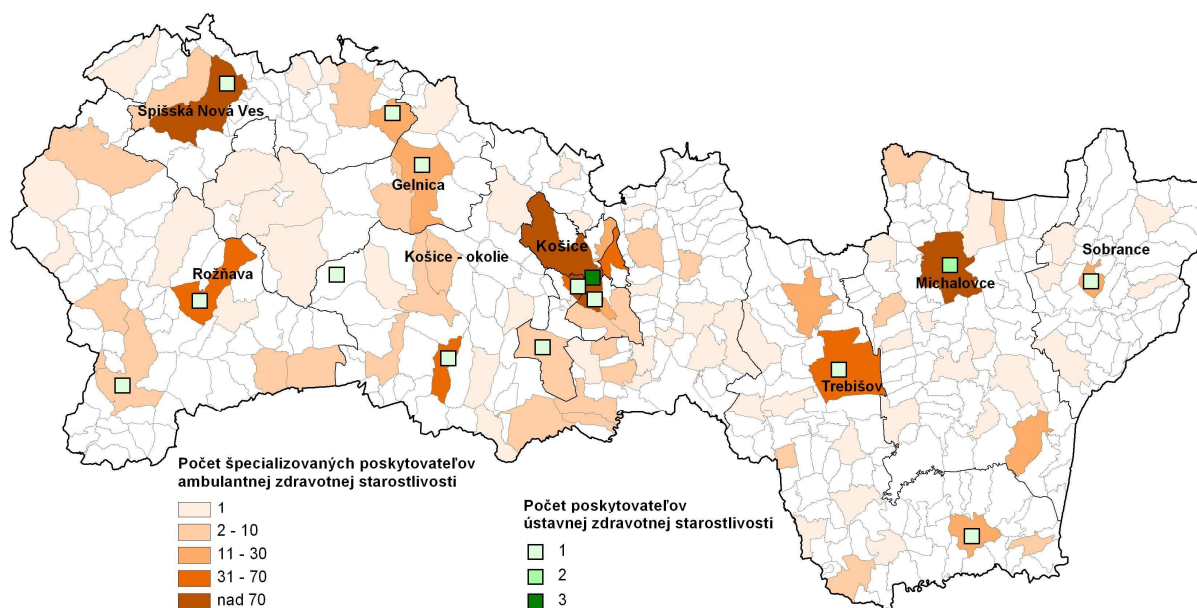 Spišská Nová Ves
Gelnica
Košice
Košice - okolie
Rožňava
Sobrance
Michalovce
Trebišov
Počet špecializovaných poskytovateľov
ambulantnej zdravotnej starostlivosti
1
2 - 10
11 - 30
31 - 70
nad 70
Počet poskytovateľov
ústavnej zdravotnej starostlivosti
1
2
3